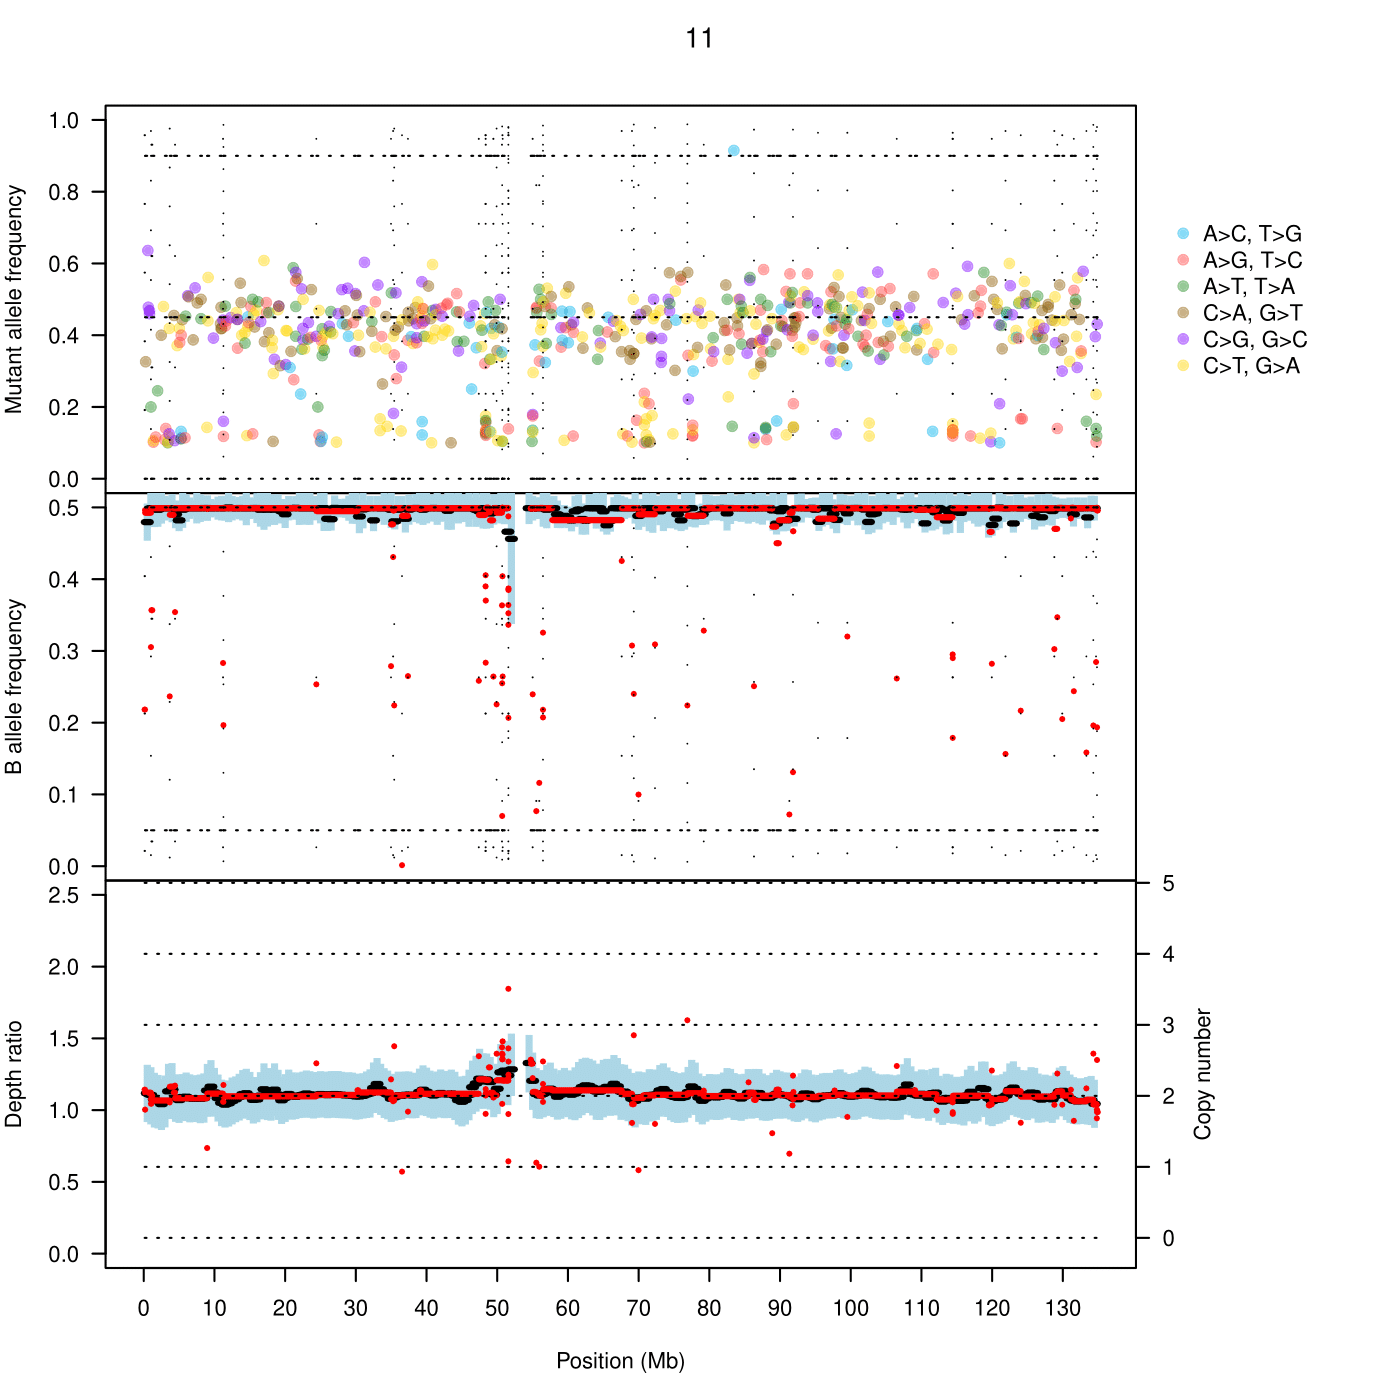 11
Mutant allele frequency
1.0
0.8
0.6
0.4
0.2
0.0
A>C, T>G
A>G, T>C
A>T, T>A
C>A, G>T
C>G, G>C
C>T, G>A
B allele frequency
0.5
0.4
0.3
0.2
0.1
0.0
Depth ratio
2.5
2.0
1.5
1.0
0.5
0.0
5
4
3
2
1
0
Copy number
0 10 20 30 40 50 60 70 80 90 100 110 120 130
Position (Mb)